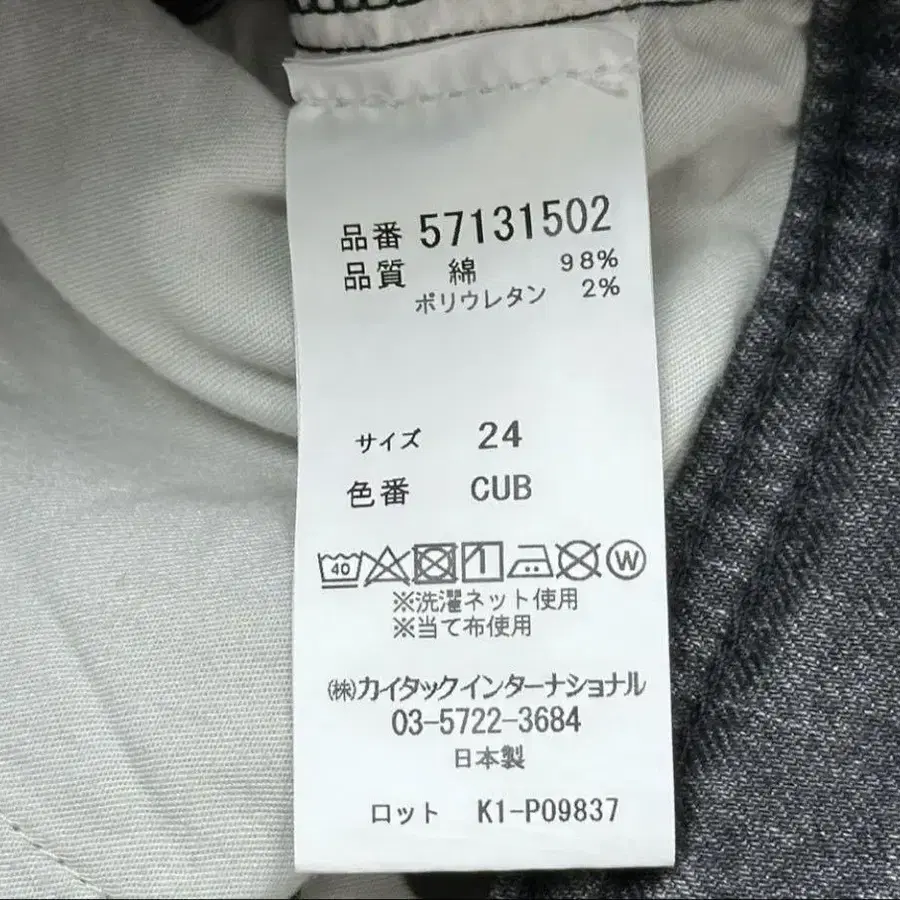 品番 57131502
品質 綿 98%
ポリウレタン 2%
サイズ 24
色番 CUB
40 W
※洗濯ネット使用
※当て布使用
㈱カイタックインターナショナル
03-5722-3684
日本製
ロット K1-P09837